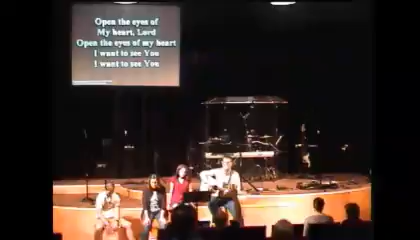 Open the eyes of
My heart, Lord
Open the eyes of my heart
I want to see You
I want to see You